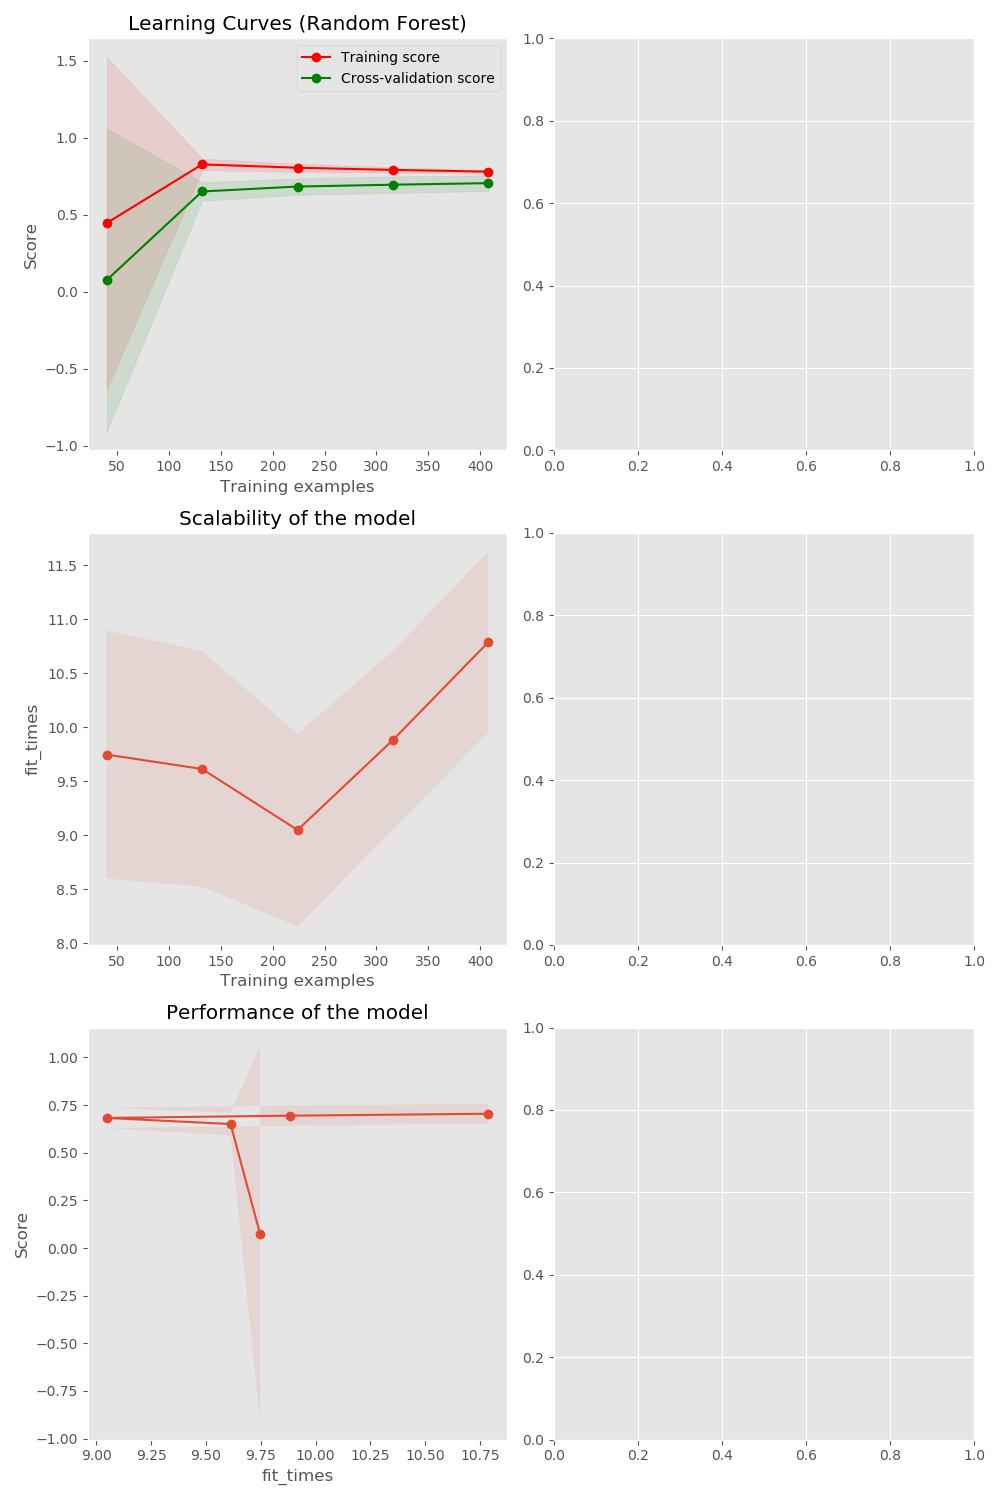 Learning Curves (Random Forest)
Training score
Cross-validation score
1.5
1.0
0.5
0.0
−0.5
−1.0
Score
50 100 150 200 250 300 350 400
Training examples
1.0
0.8
0.6
0.4
0.2
0.0
0.0 0.2 0.4 0.6 0.8 1.0
Scalability of the model
11.5
11.0
10.5
10.0
9.5
9.0
8.5
8.0
fit_times
50 100 150 200 250 300 350 400
Training examples
1.0
0.8
0.6
0.4
0.2
0.0
0.0 0.2 0.4 0.6 0.8 1.0
Performance of the model
1.00
0.75
0.50
0.25
0.00
−0.25
−0.50
−0.75
−1.00
Score
9.00 9.25 9.50 9.75 10.00 10.25 10.50 10.75
fit_times
1.0
0.8
0.6
0.4
0.2
0.0
0.0 0.2 0.4 0.6 0.8 1.0